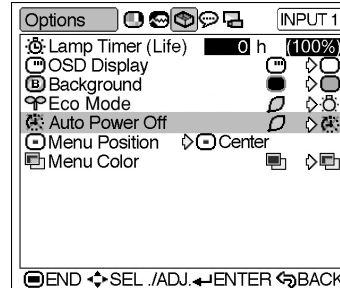 Options INPUT 1
Lamp Timer (Life) 0 h (100%)
OSD Display
B Background
Eco Mode
Auto Power Off
Menu Position Center
Menu Color
END SEL./ADJ. ENTER BACK